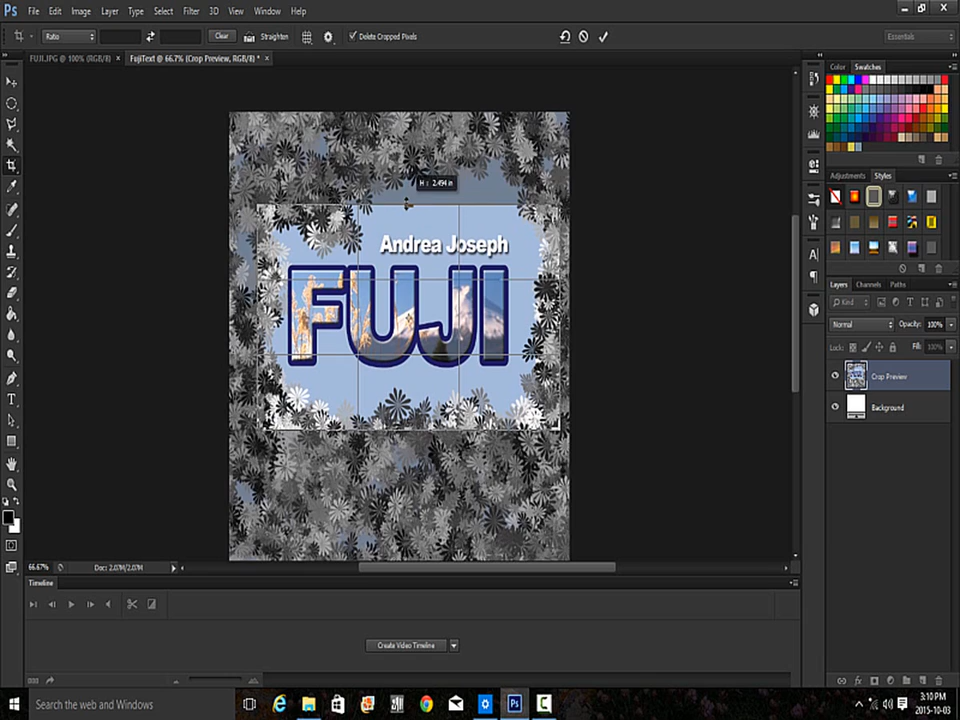 Ps File Edit Image Layer Type Select Filter 3D View Window Help
Ratio Clear Straighten Delete Cropped Pixels Essentials
FUJI.JPG @ 100% (RGB/8) × FujiText @ 66.7% (Crop Preview, RGB/8) * ×
Color Swatches
H : 2.494 in
Adjustments Styles
Andrea Joseph
FUJI
Layers Channels Paths
Kind
Normal Opacity: 100%
Lock: Fill: 100%
Crop Preview
Background
66.67% Doc: 2.07M/2.07M
Timeline
Create Video Timeline
Search the web and Windows
3:10 PM
2015-10-03